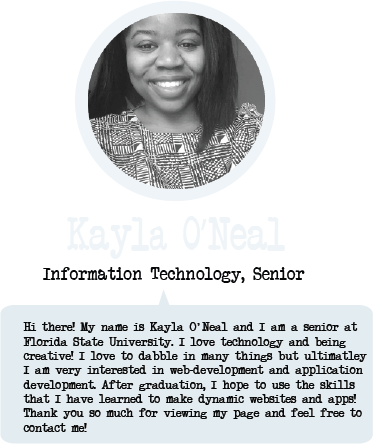 Kayla O'Neal
Information Technology, Senior
Hi there! My name is Kayla O'Neal and I am a senior at
Florida State University. I love technology and being
creative! I love to dabble in many things but ultimatley
I am very interested in web-development and application
development. After graduation, I hope to use the skills
that I have learned to make dynamic websites and apps!
Thank you so much for viewing my page and feel free to
contact me!